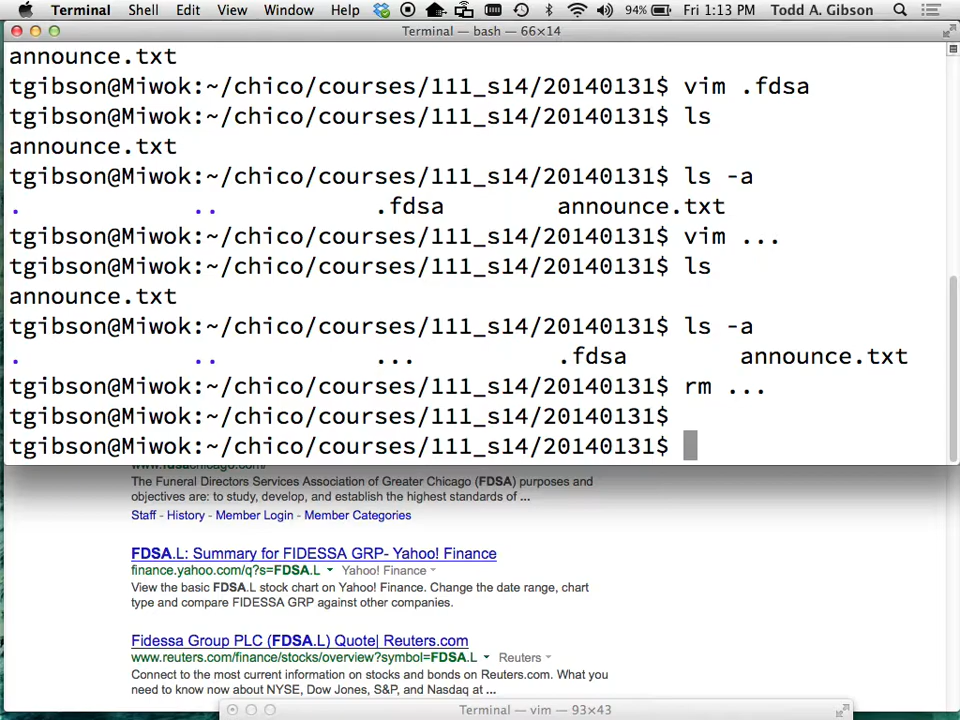 Terminal Shell Edit View Window Help 94% Fri 1:13 PM Todd A. Gibson
Terminal — bash — 66×14
announce.txt
tgibson@Miwok:~/chico/courses/111_s14/20140131$ vim .fdsa
tgibson@Miwok:~/chico/courses/111_s14/20140131$ ls
announce.txt
tgibson@Miwok:~/chico/courses/111_s14/20140131$ ls -a
. .. .fdsa announce.txt
tgibson@Miwok:~/chico/courses/111_s14/20140131$ vim ...
tgibson@Miwok:~/chico/courses/111_s14/20140131$ ls
announce.txt
tgibson@Miwok:~/chico/courses/111_s14/20140131$ ls -a
. .. ... .fdsa announce.txt
tgibson@Miwok:~/chico/courses/111_s14/20140131$ rm ...
tgibson@Miwok:~/chico/courses/111_s14/20140131$
tgibson@Miwok:~/chico/courses/111_s14/20140131$
www.fdsachicago.com/
The Funeral Directors Services Association of Greater Chicago (FDSA) purposes and
objectives are: to study, develop, and establish the highest standards of ...
Staff - History - Member Login - Member Categories
FDSA.L: Summary for FIDESSA GRP- Yahoo! Finance
finance.yahoo.com/q?s=FDSA.L Yahoo! Finance
View the basic FDSA.L stock chart on Yahoo! Finance. Change the date range, chart
type and compare FIDESSA GRP against other companies.
Fidessa Group PLC (FDSA.L) Quote| Reuters.com
www.reuters.com/finance/stocks/overview?symbol=FDSA.L Reuters
Connect to the most current information on stocks and bonds on Reuters.com. Here you
need to know now about NYSE, Dow Jones, S&P, and Nasdaq at ...
Terminal — vim — 93×43